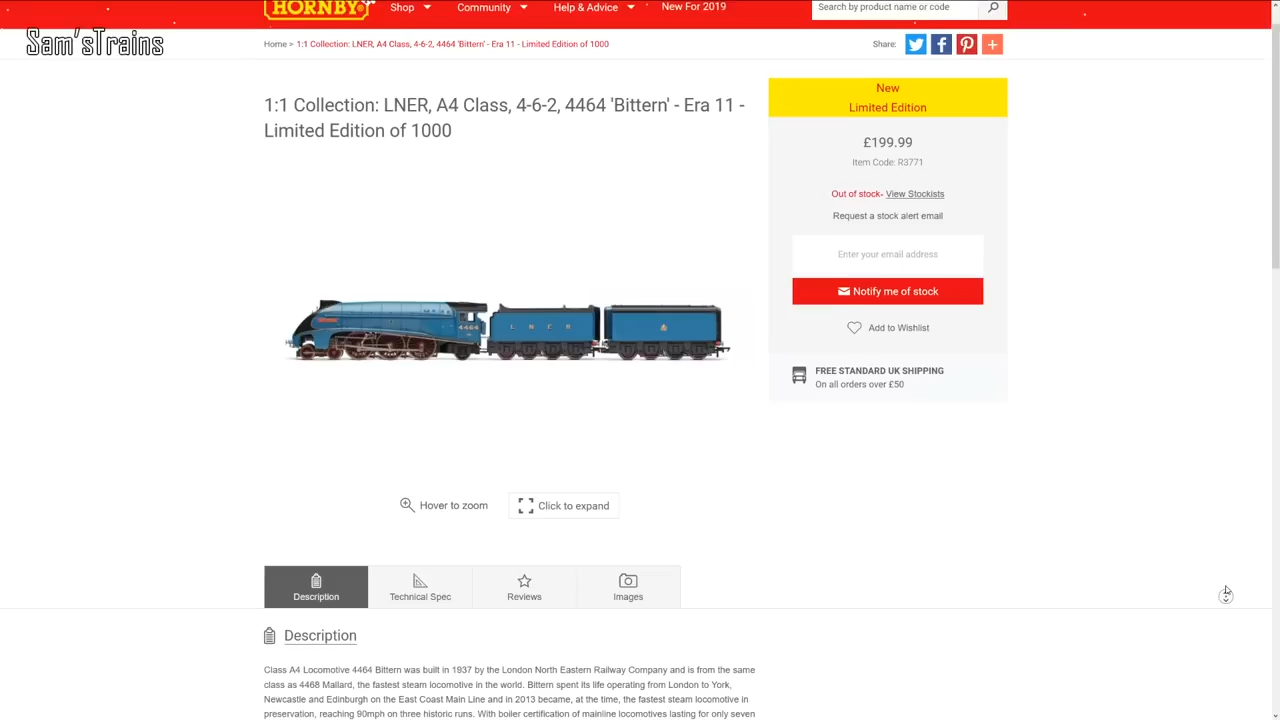 HORNBY
Shop
Community
Help & Advice
New For 2019
Search by product name or code
Sam'sTrains
Home > 1:1 Collection: LNER, A4 Class, 4-6-2, 4464 'Bittern' - Era 11 - Limited Edition of 1000
Share:
1:1 Collection: LNER, A4 Class, 4-6-2, 4464 'Bittern' - Era 11 -
Limited Edition of 1000
New
Limited Edition
£199.99
Item Code: R3771
Out of stock- View Stockists
Request a stock alert email
Enter your email address
Notify me of stock
Add to Wishlist
FREE STANDARD UK SHIPPING
On all orders over £50
4464
L N E R
Hover to zoom
Click to expand
Description
Technical Spec
Reviews
Images
Description
Class A4 Locomotive 4464 Bittern was built in 1937 by the London North Eastern Railway Company and is from the same
class as 4468 Mallard, the fastest steam locomotive in the world. Bittern spent its life operating from London to York,
Newcastle and Edinburgh on the East Coast Main Line and in 2013 became, at the time, the fastest steam locomotive in
preservation, reaching 90mph on three historic runs. With boiler certification of mainline locomotives lasting for only seven